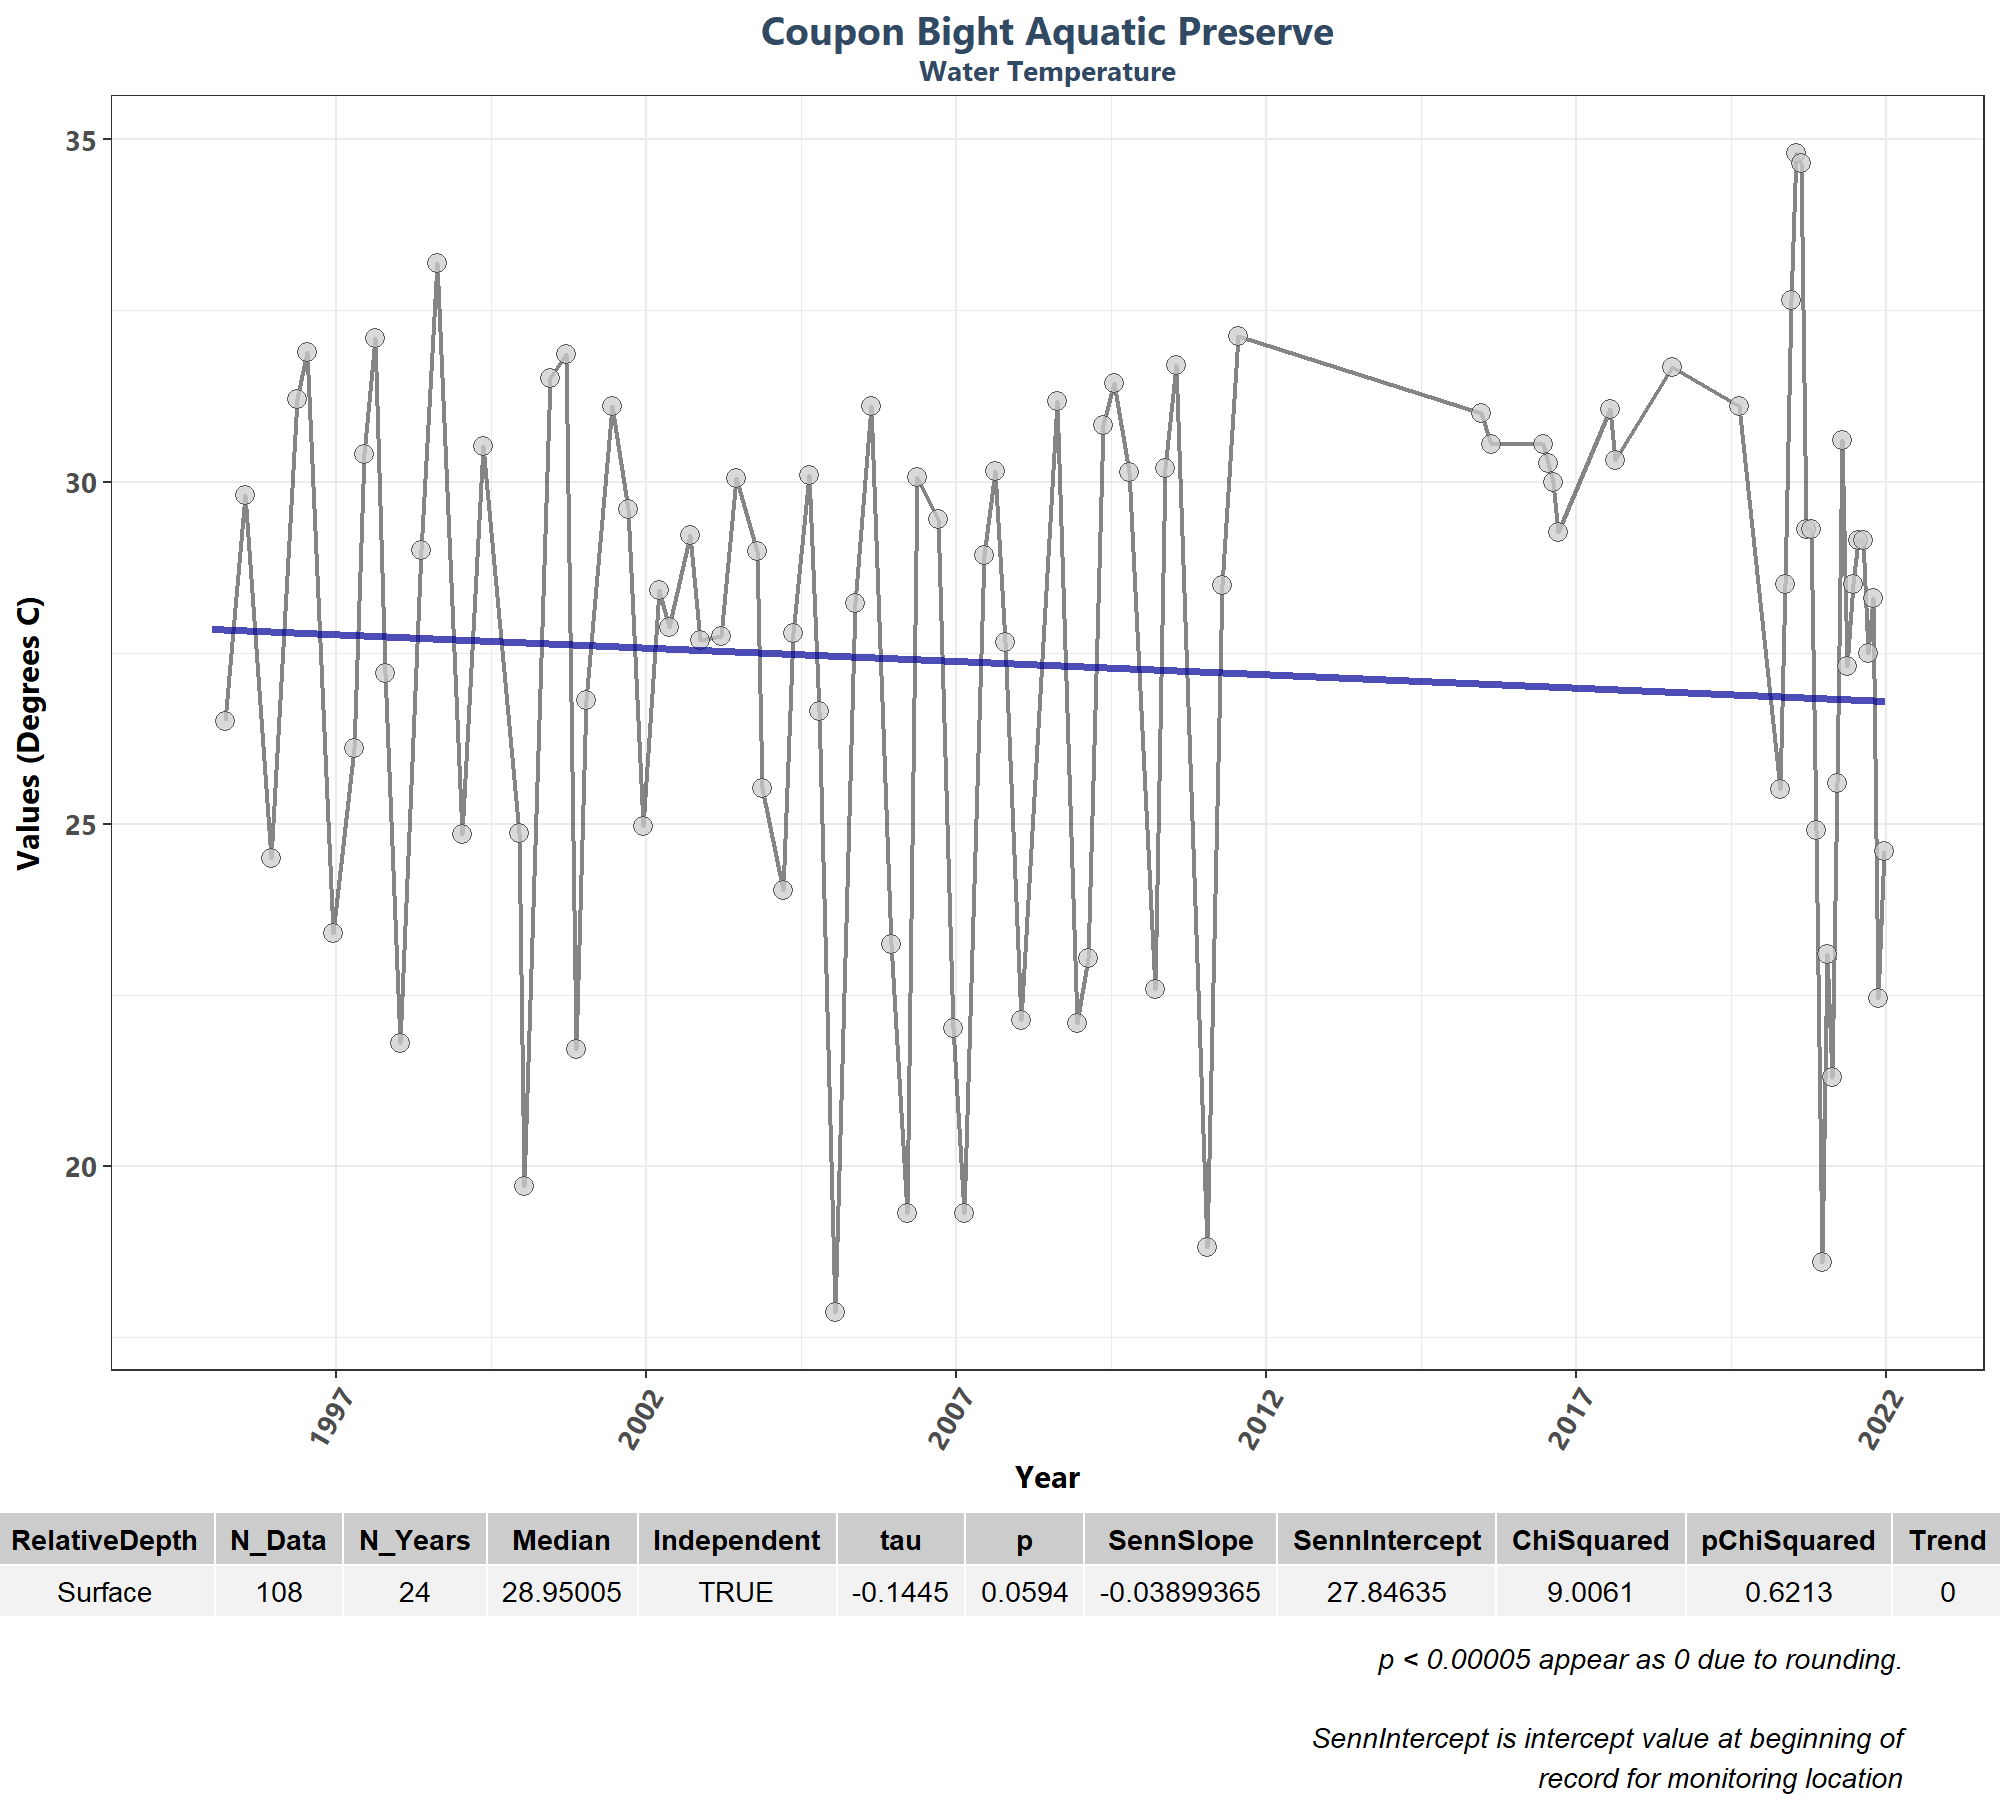 Coupon Bight Aquatic Preserve
Water Temperature
Values (Degrees C)
35
30
25
20
1997
2002
2007
2012
2017
2022
Year
RelativeDepth N_Data N_Years Median Independent tau p SennSlope SennIntercept ChiSquared pChiSquared Trend
Surface 108 24 28.95005 TRUE -0.1445 0.0594 -0.03899365 27.84635 9.0061 0.6213 0
p < 0.00005 appear as 0 due to rounding.
SennIntercept is intercept value at beginning of
record for monitoring location